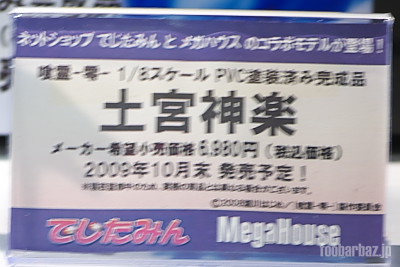 ネットショップ でじたみん と メガハウス のコラボモデルが登場！
喰霊-零- 1/8スケール PVC塗装済み完成品
土宮神楽
メーカー希望小売価格 6,980円（税込価格）
2009年10月末 発売予定！
でじたみん MegaHouse
Toobarbaz.jp